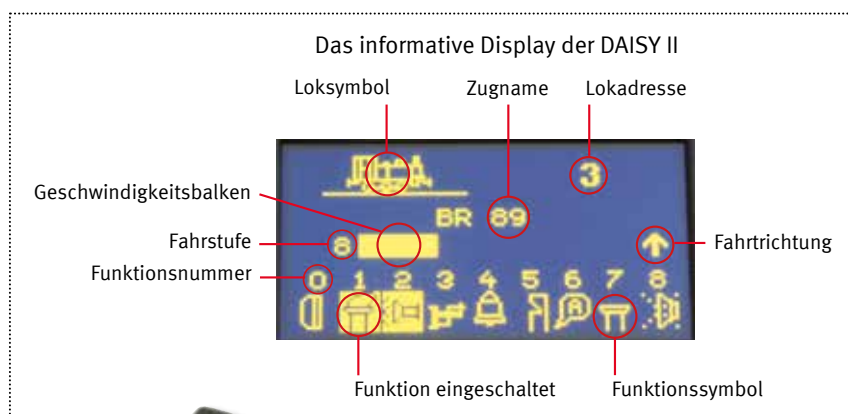 Das informative Display der DAISY II
Loksymbol Zugname Lokadresse
3
Geschwindigkeitsbalken
BR 89
Fahrstufe 8 Fahrtrichtung
Funktionsnummer 0 1 2 3 4 5 6 7 8
A
Funktion eingeschaltet Funktionssymbol